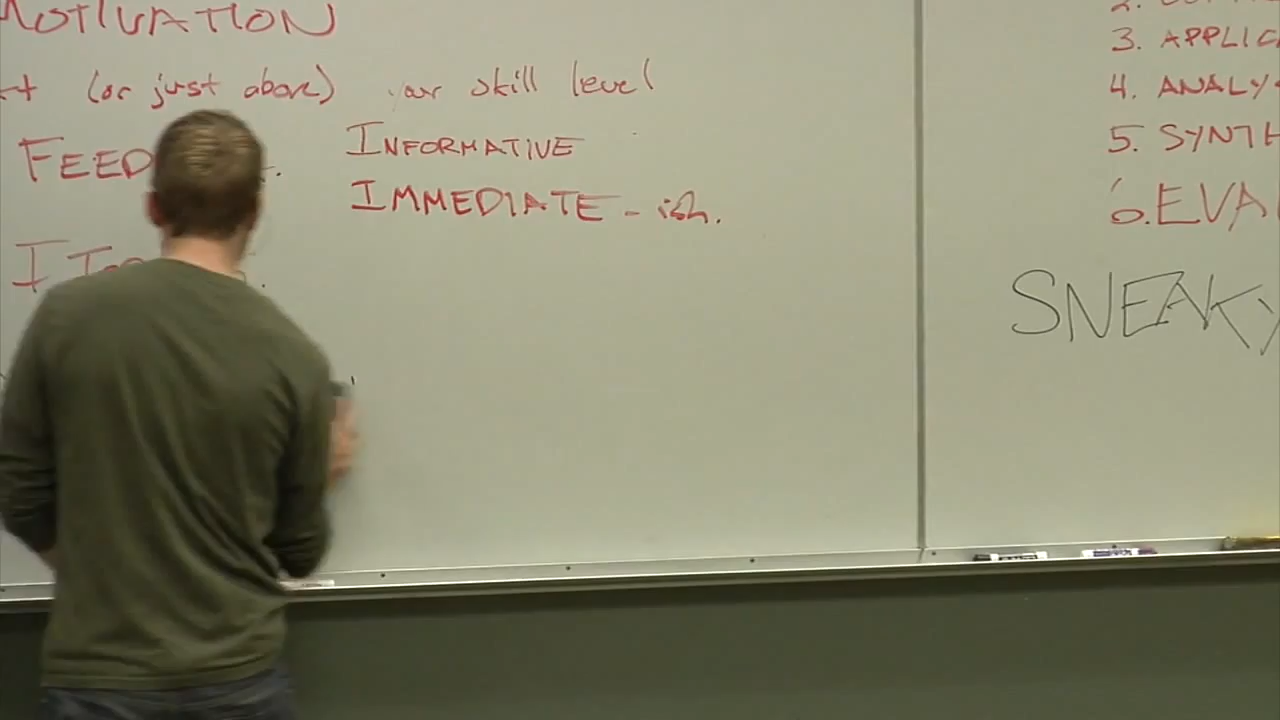 MOTIVATION
(or just above) your skill level
FEED
INFORMATIVE
IMMEDIATE - ish.
3. APPLIC
4. ANALY
5. SYNTH
6. EVA
SNEAKY